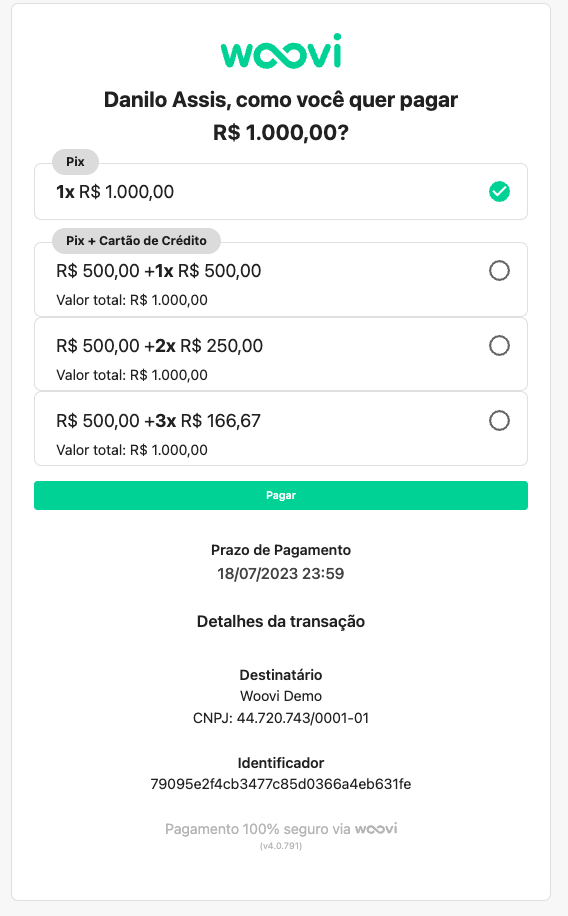 woovi
Danilo Assis, como você quer pagar
R$ 1.000,00?
Pix
1x R$ 1.000,00
Pix + Cartão de Crédito
R$ 500,00 +1x R$ 500,00
Valor total: R$ 1.000,00
R$ 500,00 +2x R$ 250,00
Valor total: R$ 1.000,00
R$ 500,00 +3x R$ 166,67
Valor total: R$ 1.000,00
Pagar
Prazo de Pagamento
18/07/2023 23:59
Detalhes da transação
Destinatário
Woovi Demo
CNPJ: 44.720.743/0001-01
Identificador
79095e2f4cb3477c85d0366a4eb631fe
Pagamento 100% seguro via woovi
(v4.0.791)